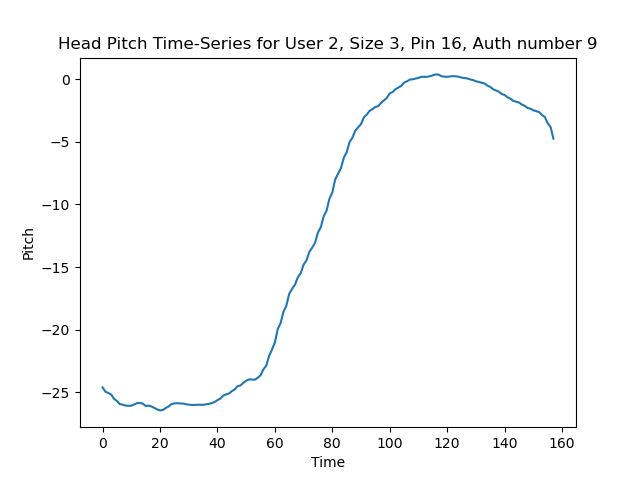 Head Pitch Time-Series for User 2, Size 3, Pin 16, Auth number 9
0
−5
−10
−15
−20
−25
Pitch
0 20 40 60 80 100 120 140 160
Time